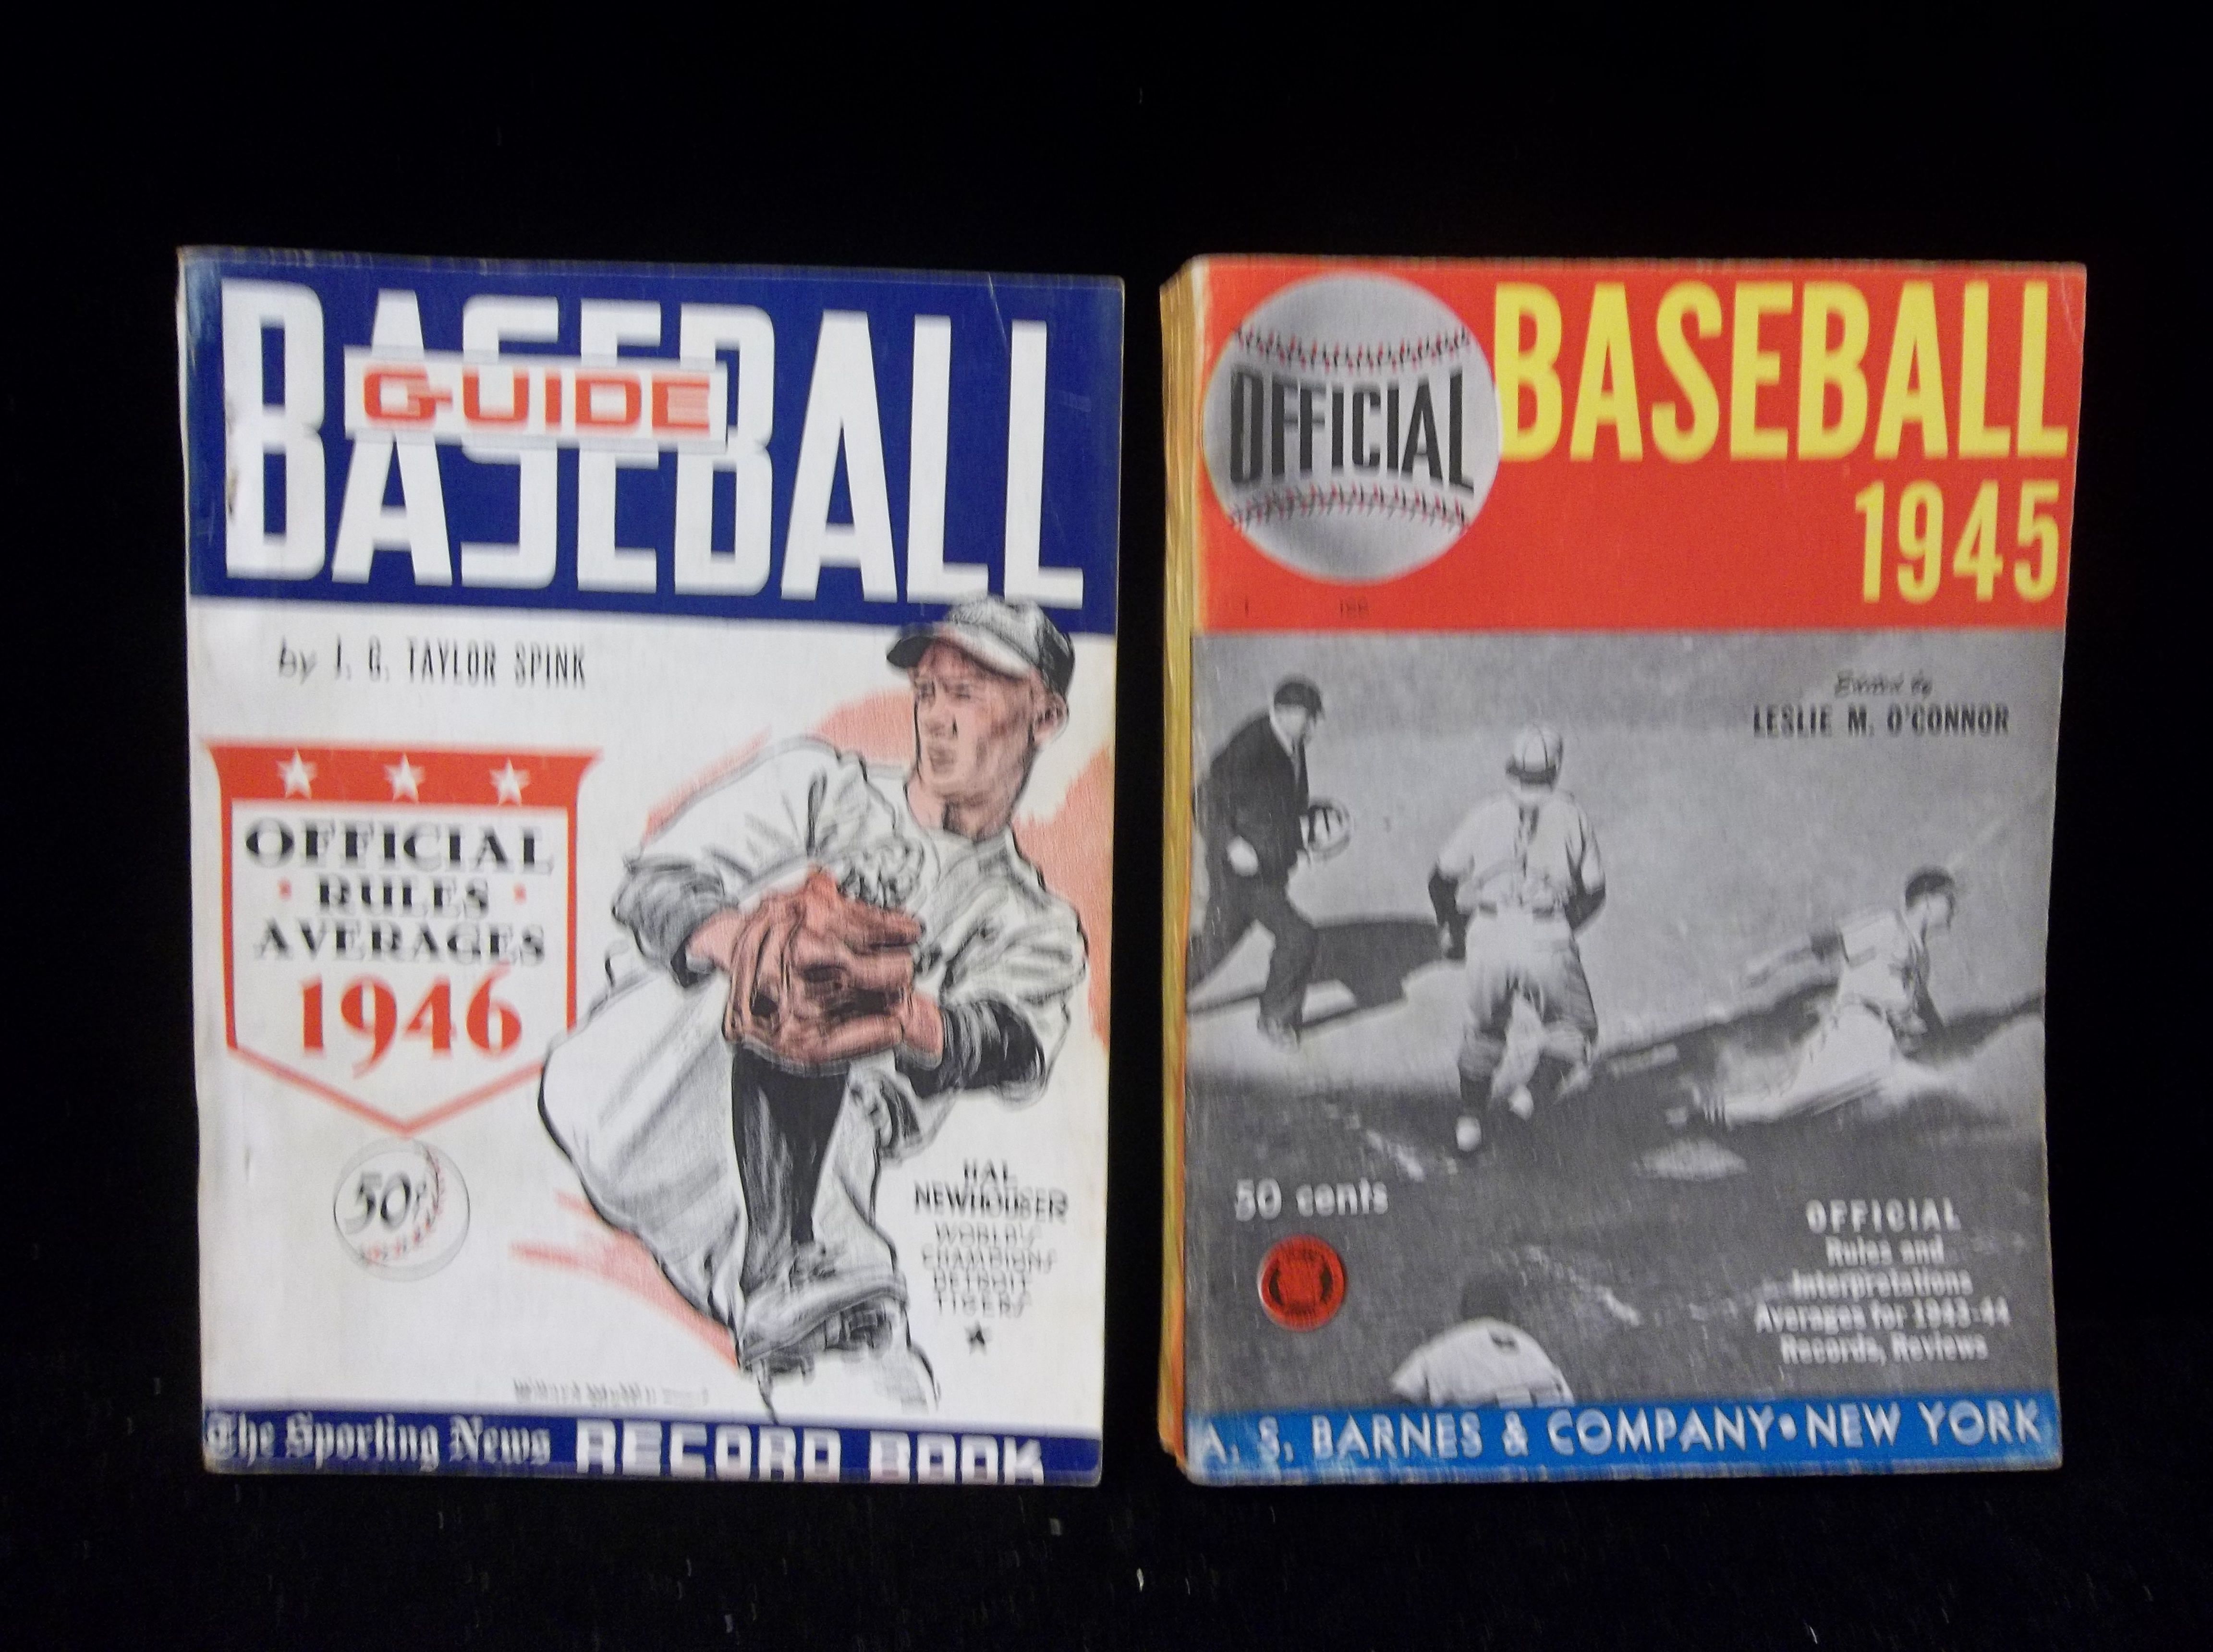 BASEBALL
GUIDE
by J. G. TAYLOR SPINK
OFFICIAL
RULES
AVERAGES
1946
50¢
HAL
NEWHOUSER
WORLD'S
CHAMPIONS
DETROIT
TIGERS
The Sporting News RECORD BOOK
OFFICIAL
BASEBALL
1945
Edited by
LESLIE M. O'CONNOR
50 cents
OFFICIAL
Rules and
Interpretations
Averages for 1943-44
Records, Reviews
A. S. BARNES & COMPANY • NEW YORK